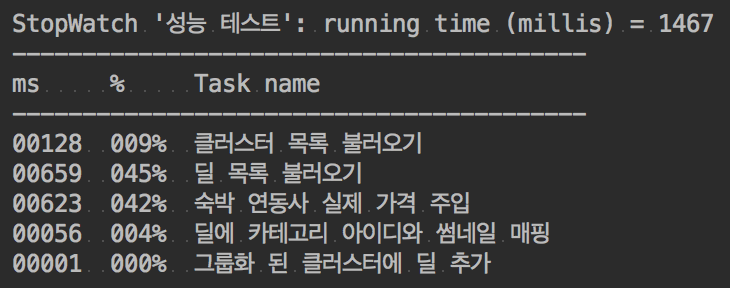 StopWatch '성능 테스트': running time (millis) = 1467
-----------------------------------------
ms     %     Task name
-----------------------------------------
00128  009%  클러스터 목록 불러오기
00659  045%  딜 목록 불러오기
00623  042%  숙박 연동사 실제 가격 주입
00056  004%  딜에 카테고리 아이디와 썸네일 매핑
00001  000%  그룹화 된 클러스터에 딜 추가